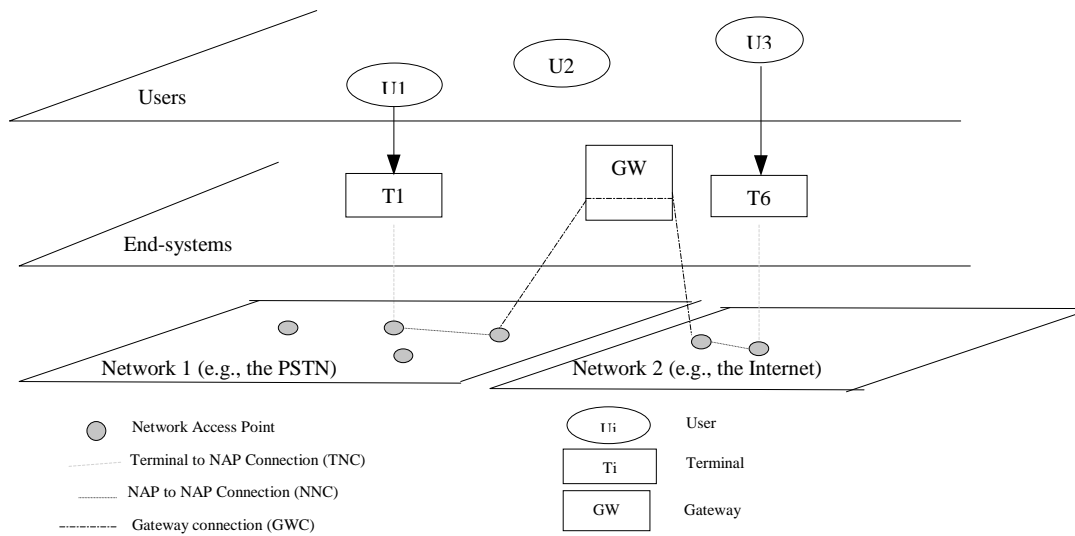 U3
U2
U1
Users
GW
T1
T6
End-systems
Network 1 (e.g., the PSTN)
Network 2 (e.g., the Internet)
Network Access Point
Ui
User
Terminal to NAP Connection (TNC)
Ti
Terminal
NAP to NAP Connection (NNC)
GW
Gateway
Gateway connection (GWC)